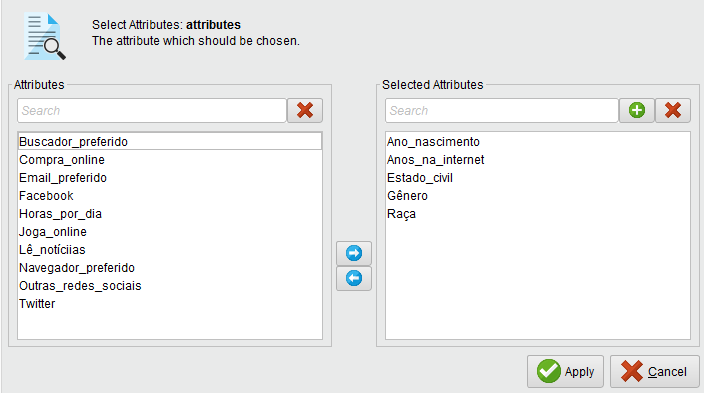 Select Attributes: attributes
The attribute which should be chosen.
Attributes
Search
Buscador_preferido
Compra_online
Email_preferido
Facebook
Horas_por_dia
Joga_online
Lê_notíciias
Navegador_preferido
Outras_redes_sociais
Twitter
Selected Attributes
Search
Ano_nascimento
Anos_na_internet
Estado_civil
Gênero
Raça
Apply
Cancel